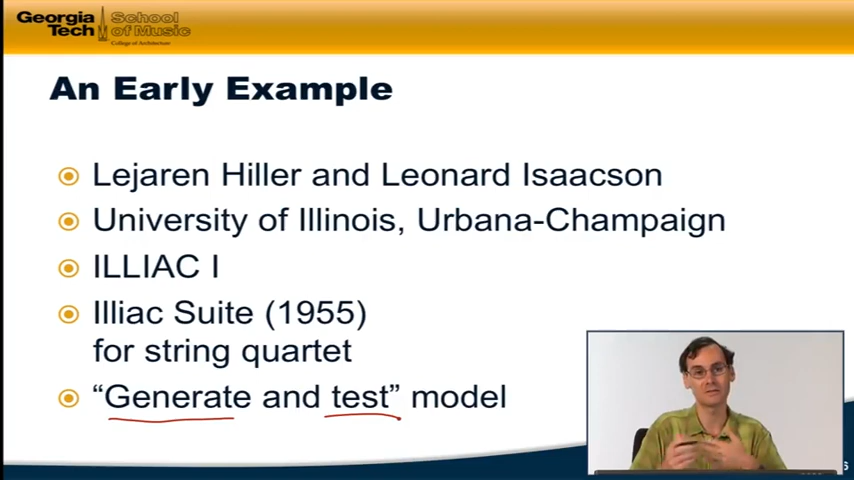 Georgia Tech
School of Music
College of Architecture
An Early Example
Lejaren Hiller and Leonard Isaacson
University of Illinois, Urbana-Champaign
ILLIAC I
Illiac Suite (1955)
for string quartet
“Generate and test” model
6